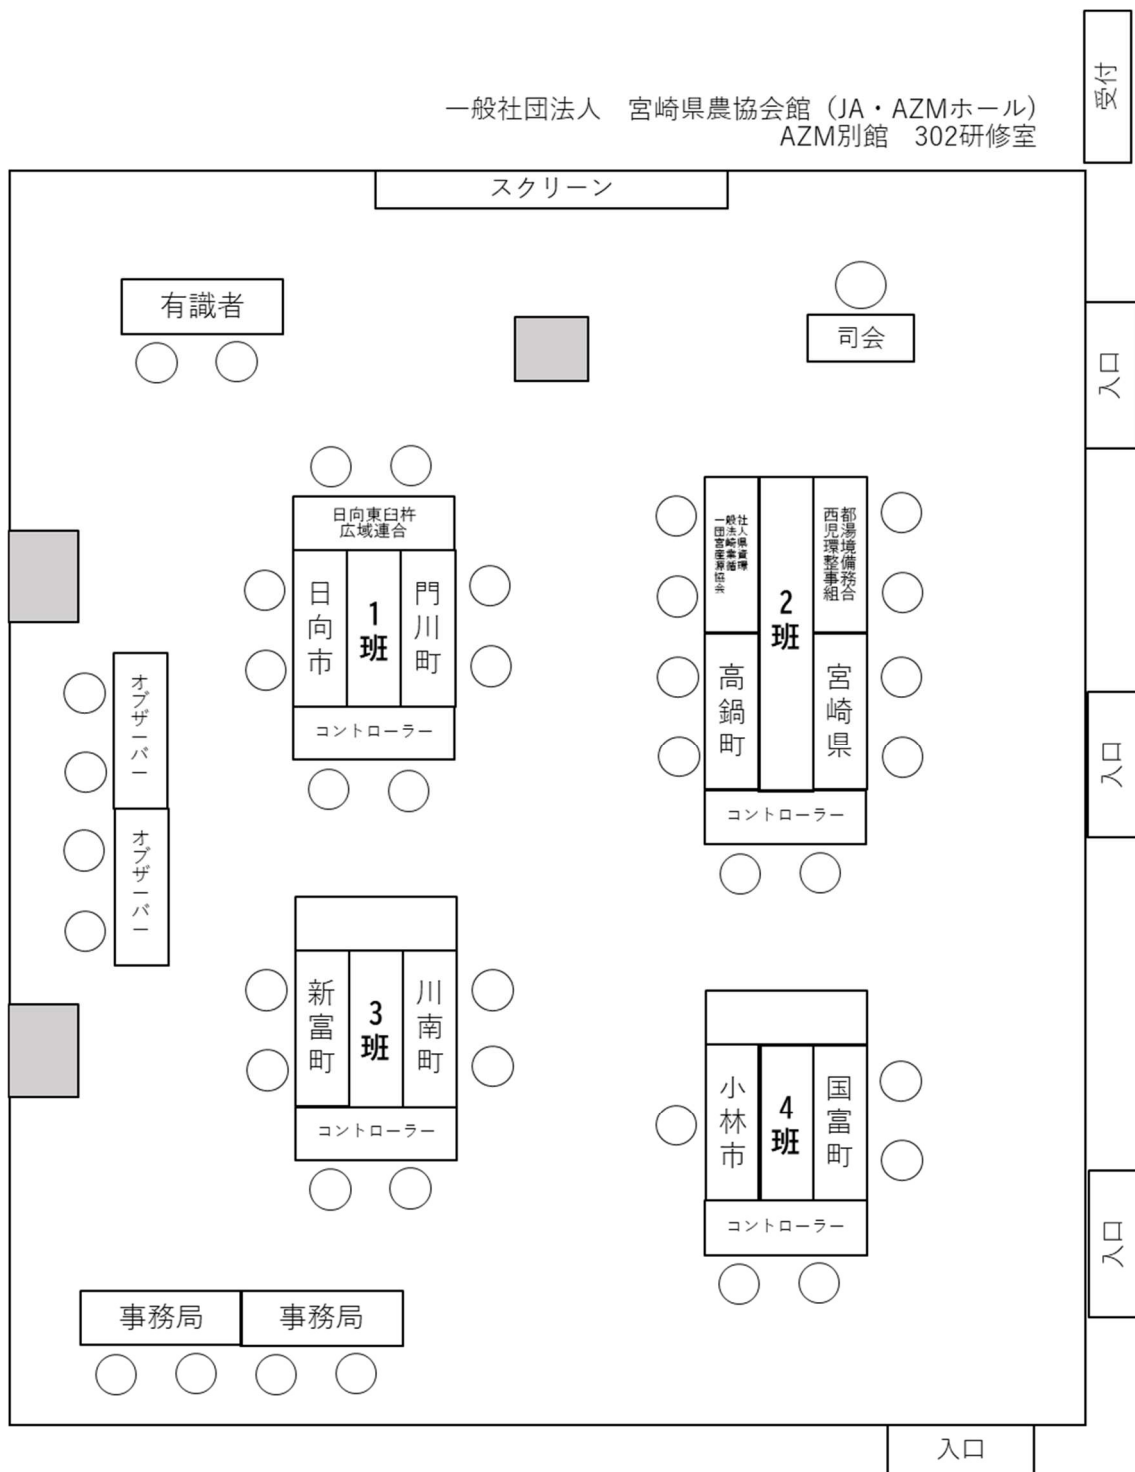 受付
一般社団法人　宮崎県農協会館（JA・AZMホール）
AZM別館　302研修室
スクリーン
有識者
司会
入口
日向東臼杵
広域連合
日向市
1班
門川町
コントローラー
一般社団法人宮崎県産業資源循環協会
2班
都西湯児環境整備事務組合
高鍋町
宮崎県
コントローラー
入口
オブザーバー
オブザーバー
新富町
3班
川南町
コントローラー
小林市
4班
国富町
コントローラー
入口
事務局
事務局
入口